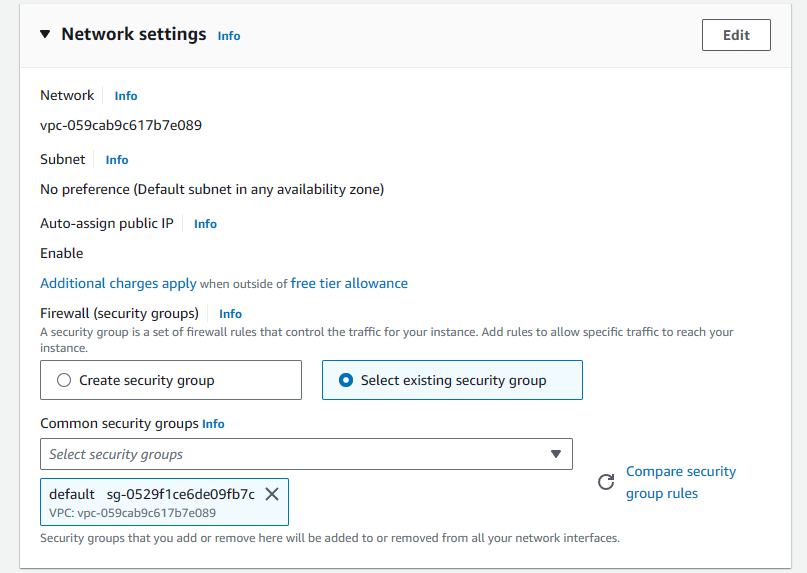 Network settings Info
Edit
Network Info
vpc-059cab9c617b7e089
Subnet Info
No preference (Default subnet in any availability zone)
Auto-assign public IP Info
Enable
Additional charges apply when outside of free tier allowance
Firewall (security groups) Info
A security group is a set of firewall rules that control the traffic for your instance. Add rules to allow specific traffic to reach your
instance.
Create security group
Select existing security group
Common security groups Info
Select security groups
Compare security
group rules
default sg-0529f1ce6de09fb7c
VPC: vpc-059cab9c617b7e089
Security groups that you add or remove here will be added to or removed from all your network interfaces.